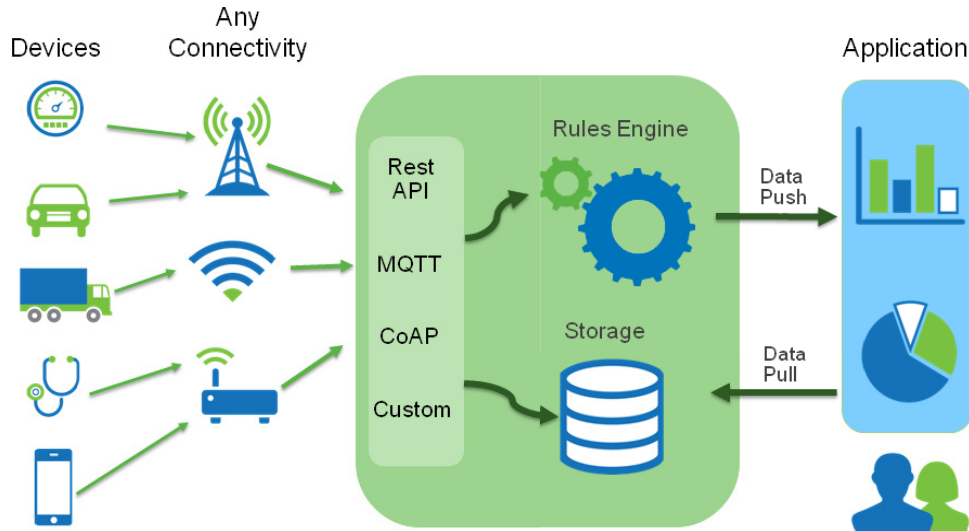 Devices
Any
Connectivity
Application
Rest
API
MQTT
CoAP
Custom
Rules Engine
Storage
Data
Push
Data
Pull